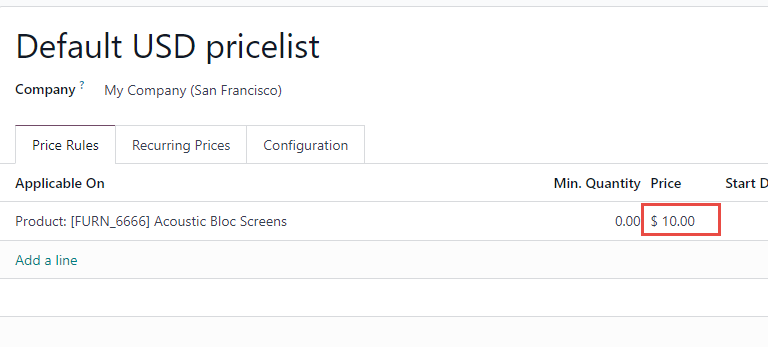 Default USD pricelist
Company ? My Company (San Francisco)
Price Rules Recurring Prices Configuration
Applicable On Min. Quantity Price Start D
Product: [FURN_6666] Acoustic Bloc Screens 0.00 $ 10.00
Add a line